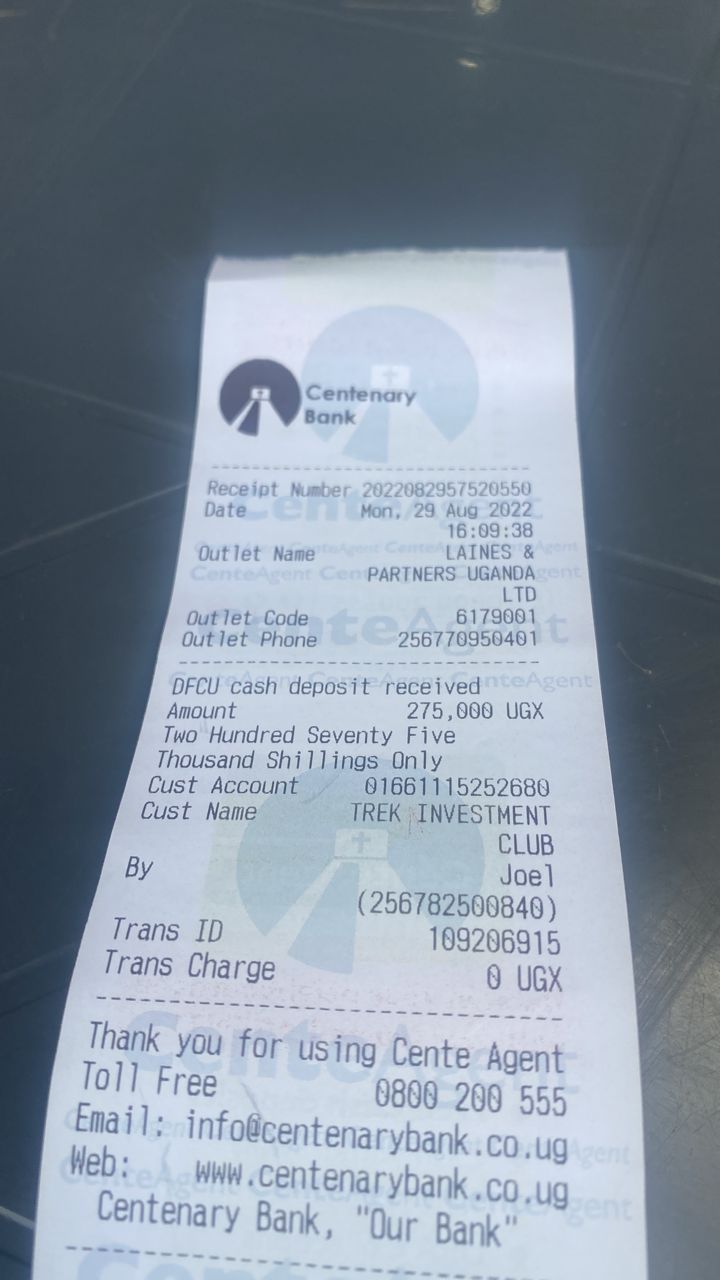 Centenary
Bank
Receipt Number 2022082957520550
Date Mon, 29 Aug 2022
16:09:38
Outlet Name LAINES &
PARTNERS UGANDA
LTD
Outlet Code 6179001
Outlet Phone 256770950401
DFCU cash deposit received
Amount 275,000 UGX
Two Hundred Seventy Five
Thousand Shillings Only
Cust Account 01661115252680
Cust Name TREK INVESTMENT
CLUB
By Joel
(256782500840)
Trans ID 109206915
Trans Charge 0 UGX
Thank you for using Cente Agent
Toll Free 0800 200 555
Email: info@centenarybank.co.ug
Web: www.centenarybank.co.ug
Centenary Bank, "Our Bank"